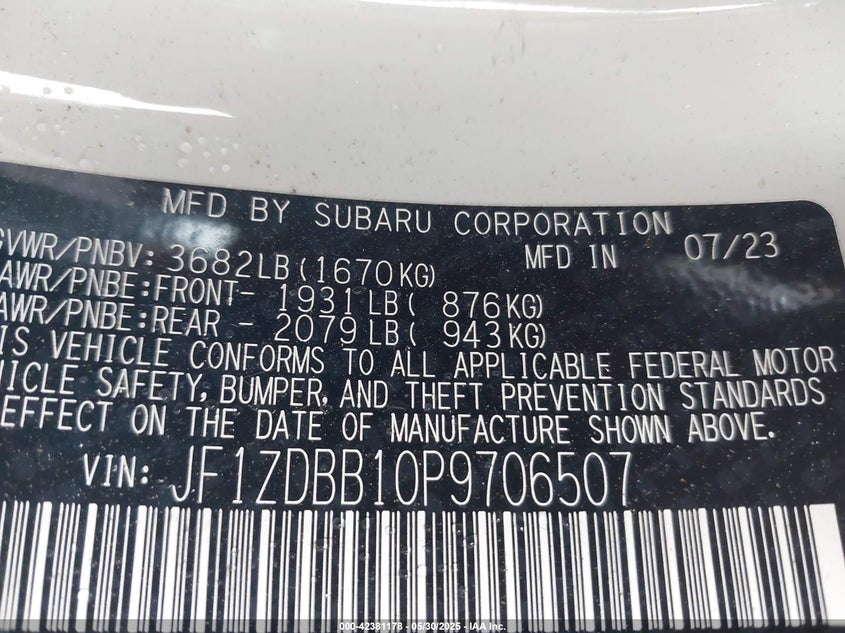 MFD BY SUBARU CORPORATION
GVWR/PNBV: 3682LB(1670KG) MFD IN 07/23
AWR/PNBE:FRONT- 1931LB( 876KG)
AWR/PNBE:REAR - 2079LB( 943KG)
IS VEHICLE CONFORMS TO ALL APPLICABLE FEDERAL MOTOR
HICLE SAFETY, BUMPER, AND THEFT PREVENTION STANDARDS
EFFECT ON THE DATE OF MANUFACTURE SHOWN ABOVE.
VIN: JF1ZDBB10P9706507
000-42381178 - 05/30/2025 - IAA Inc.